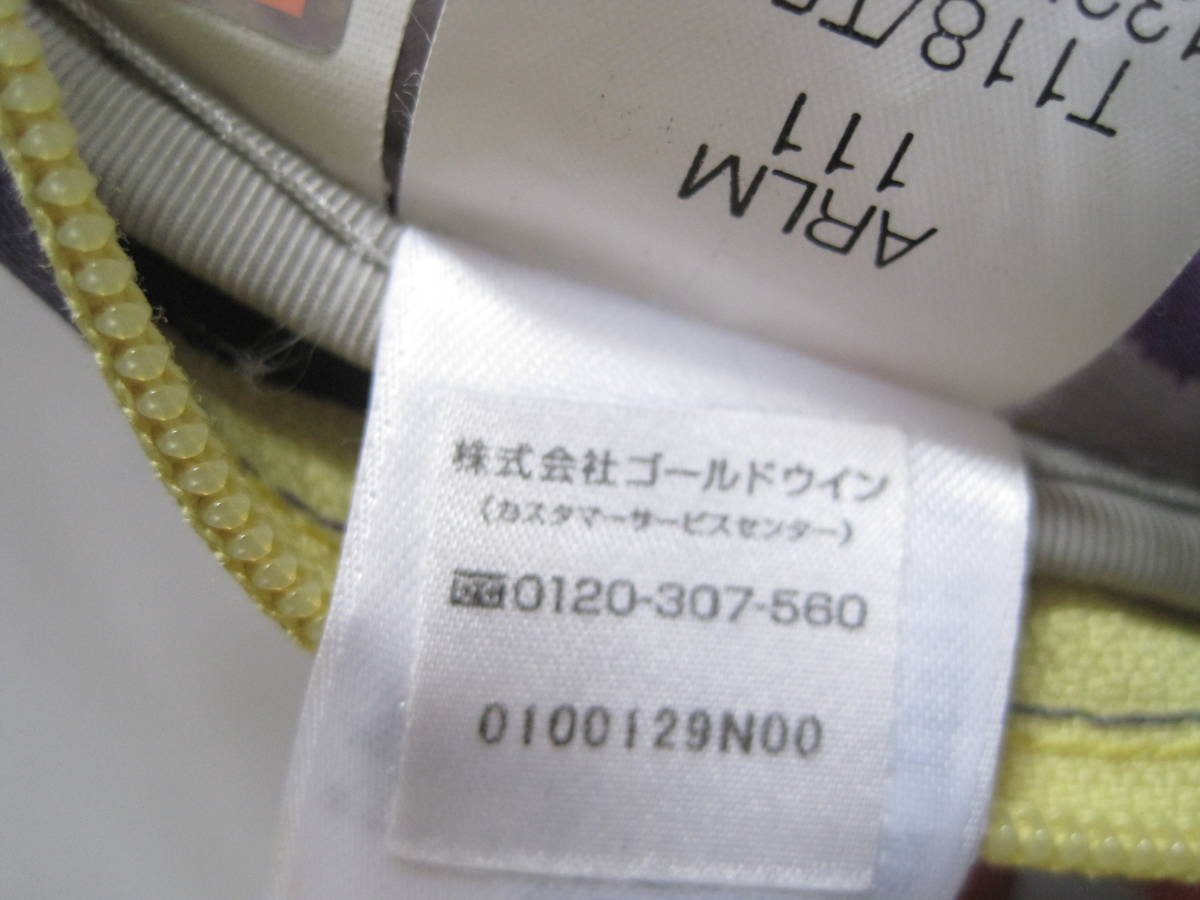 株式会社ゴールドウイン
（カスタマーサービスセンター）
0120-307-560
0100129N00
ARLM
111
T118/T